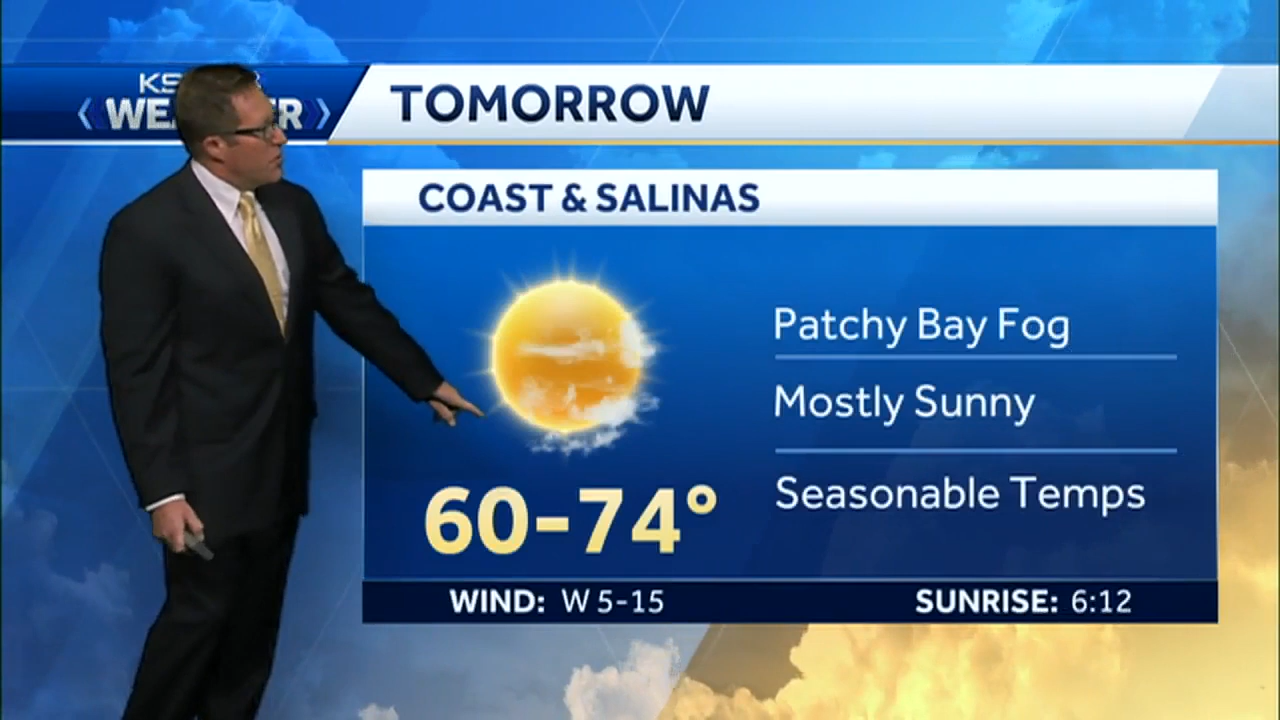 TOMORROW
COAST & SALINAS
Patchy Bay Fog
Mostly Sunny
Seasonable Temps
60-74°
WIND: W 5-15 SUNRISE: 6:12